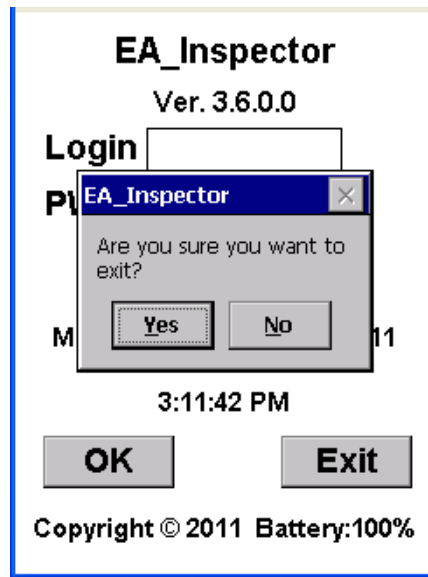 EA_Inspector
Ver. 3.6.0.0
Login
EA_Inspector
Are you sure you want to
exit?
Yes No
3:11:42 PM
OK Exit
Copyright © 2011 Battery:100%